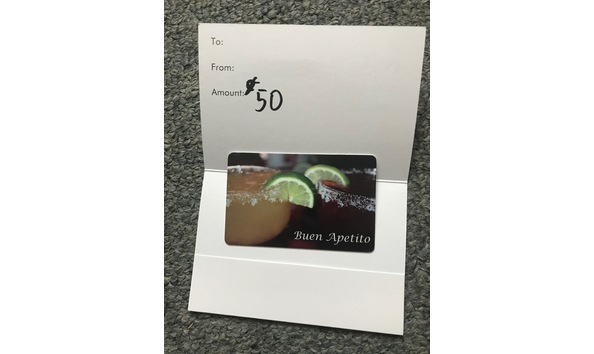 To:
From:
Amount: $50
Buen Apetito